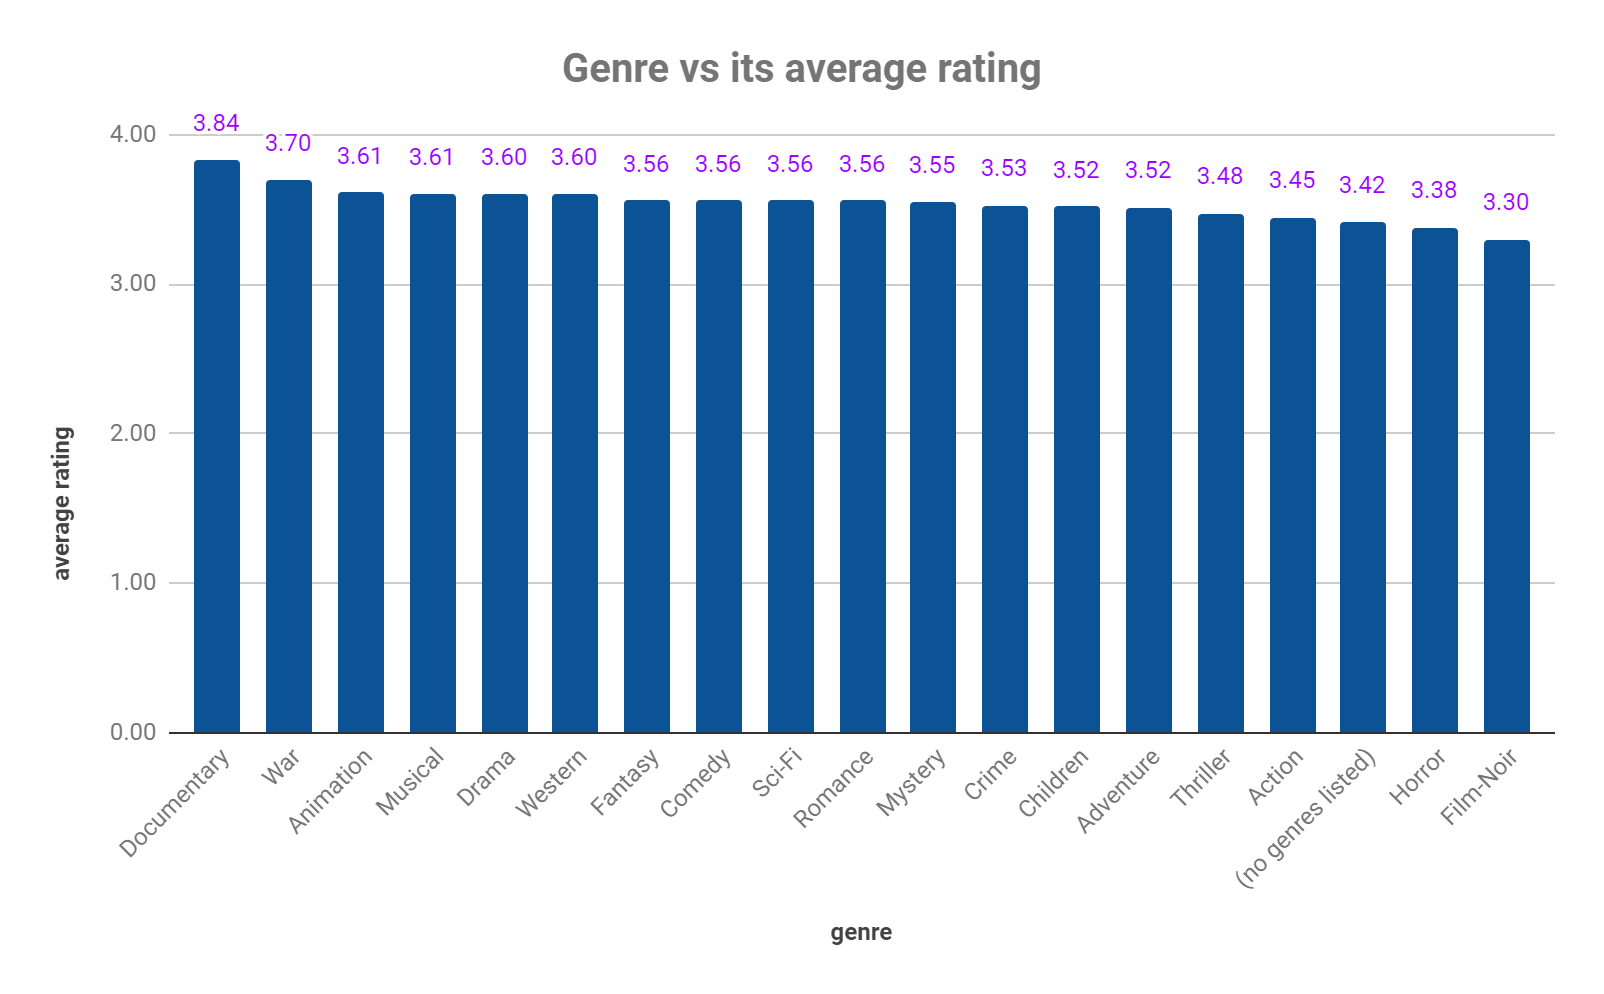 Genre vs its average rating
3.84 3.70 3.61 3.61 3.60 3.60 3.56 3.56 3.56 3.56 3.55 3.53 3.52 3.52 3.48 3.45 3.42 3.38 3.30
4.00
3.00
2.00
1.00
0.00
average rating
Documentary
War
Animation
Musical
Drama
Western
Fantasy
Comedy
Sci-Fi
Romance
Mystery
Crime
Children
Adventure
Thriller
Action
(no genres listed)
Horror
Film-Noir
genre